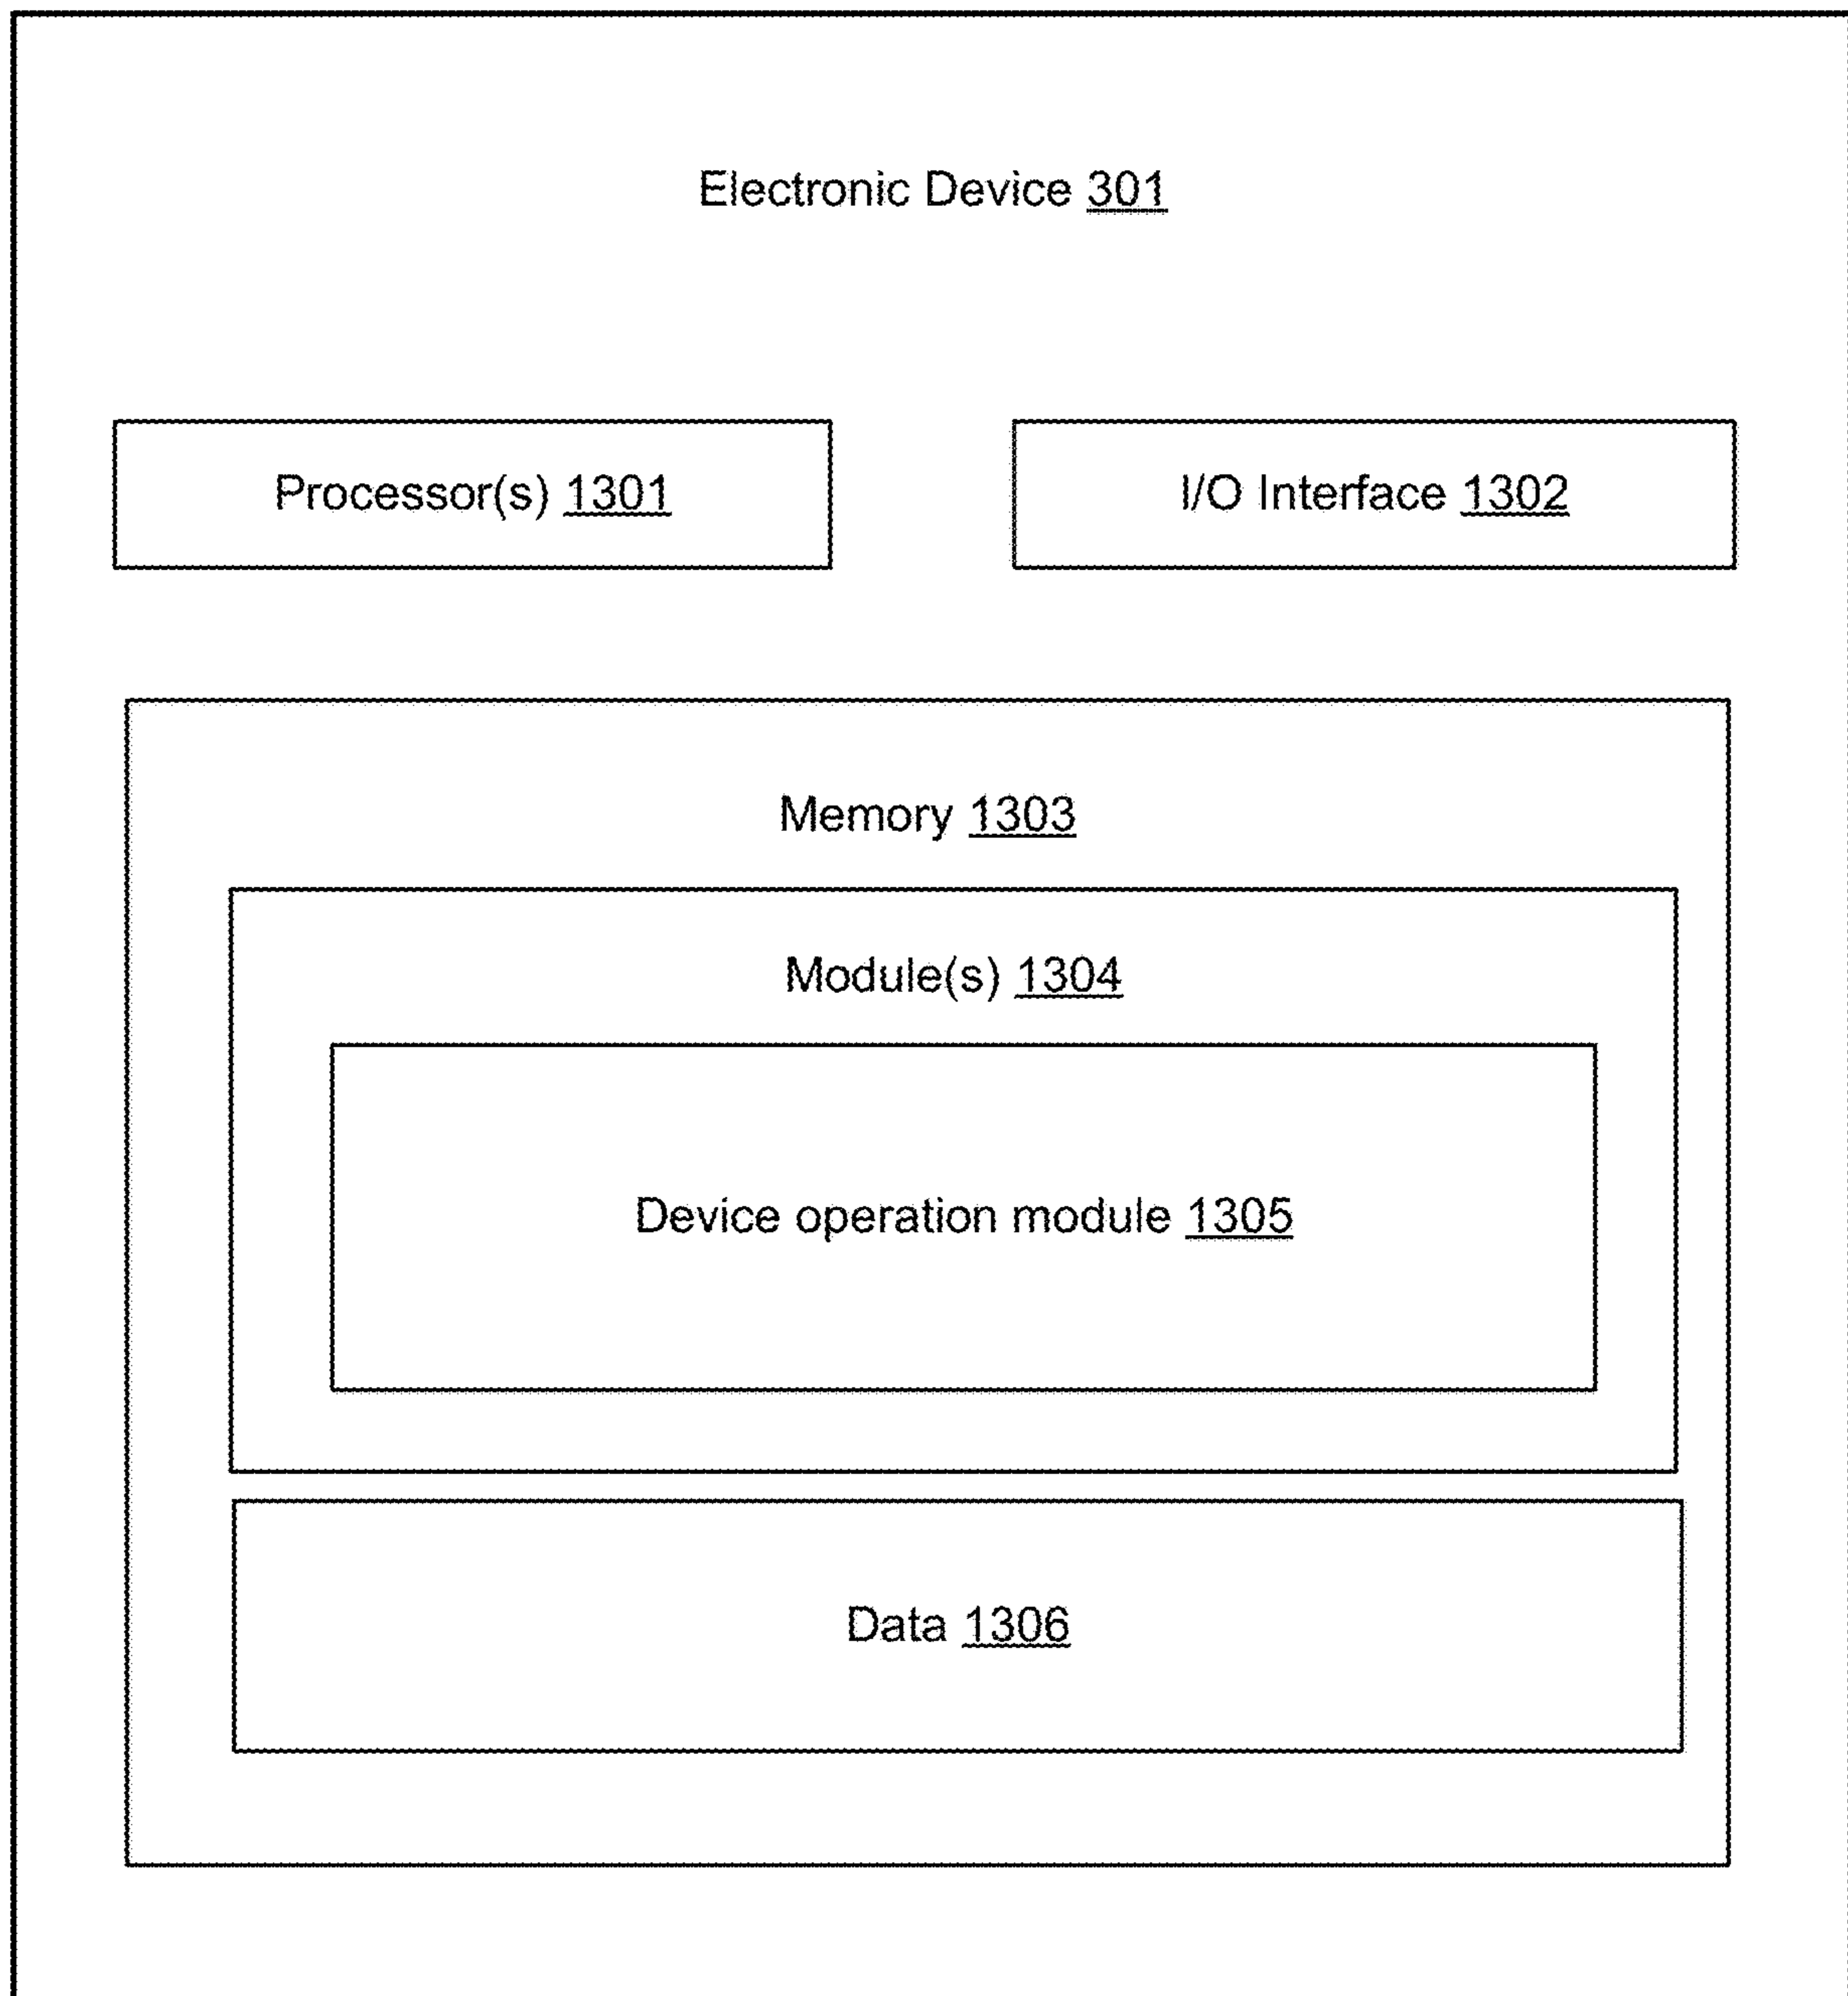 Electronic Device 301
Processor(s) 1301
I/O Interface 1302
Memory 1303
Module(s) 1304
Device operation module 1305
Data 1306